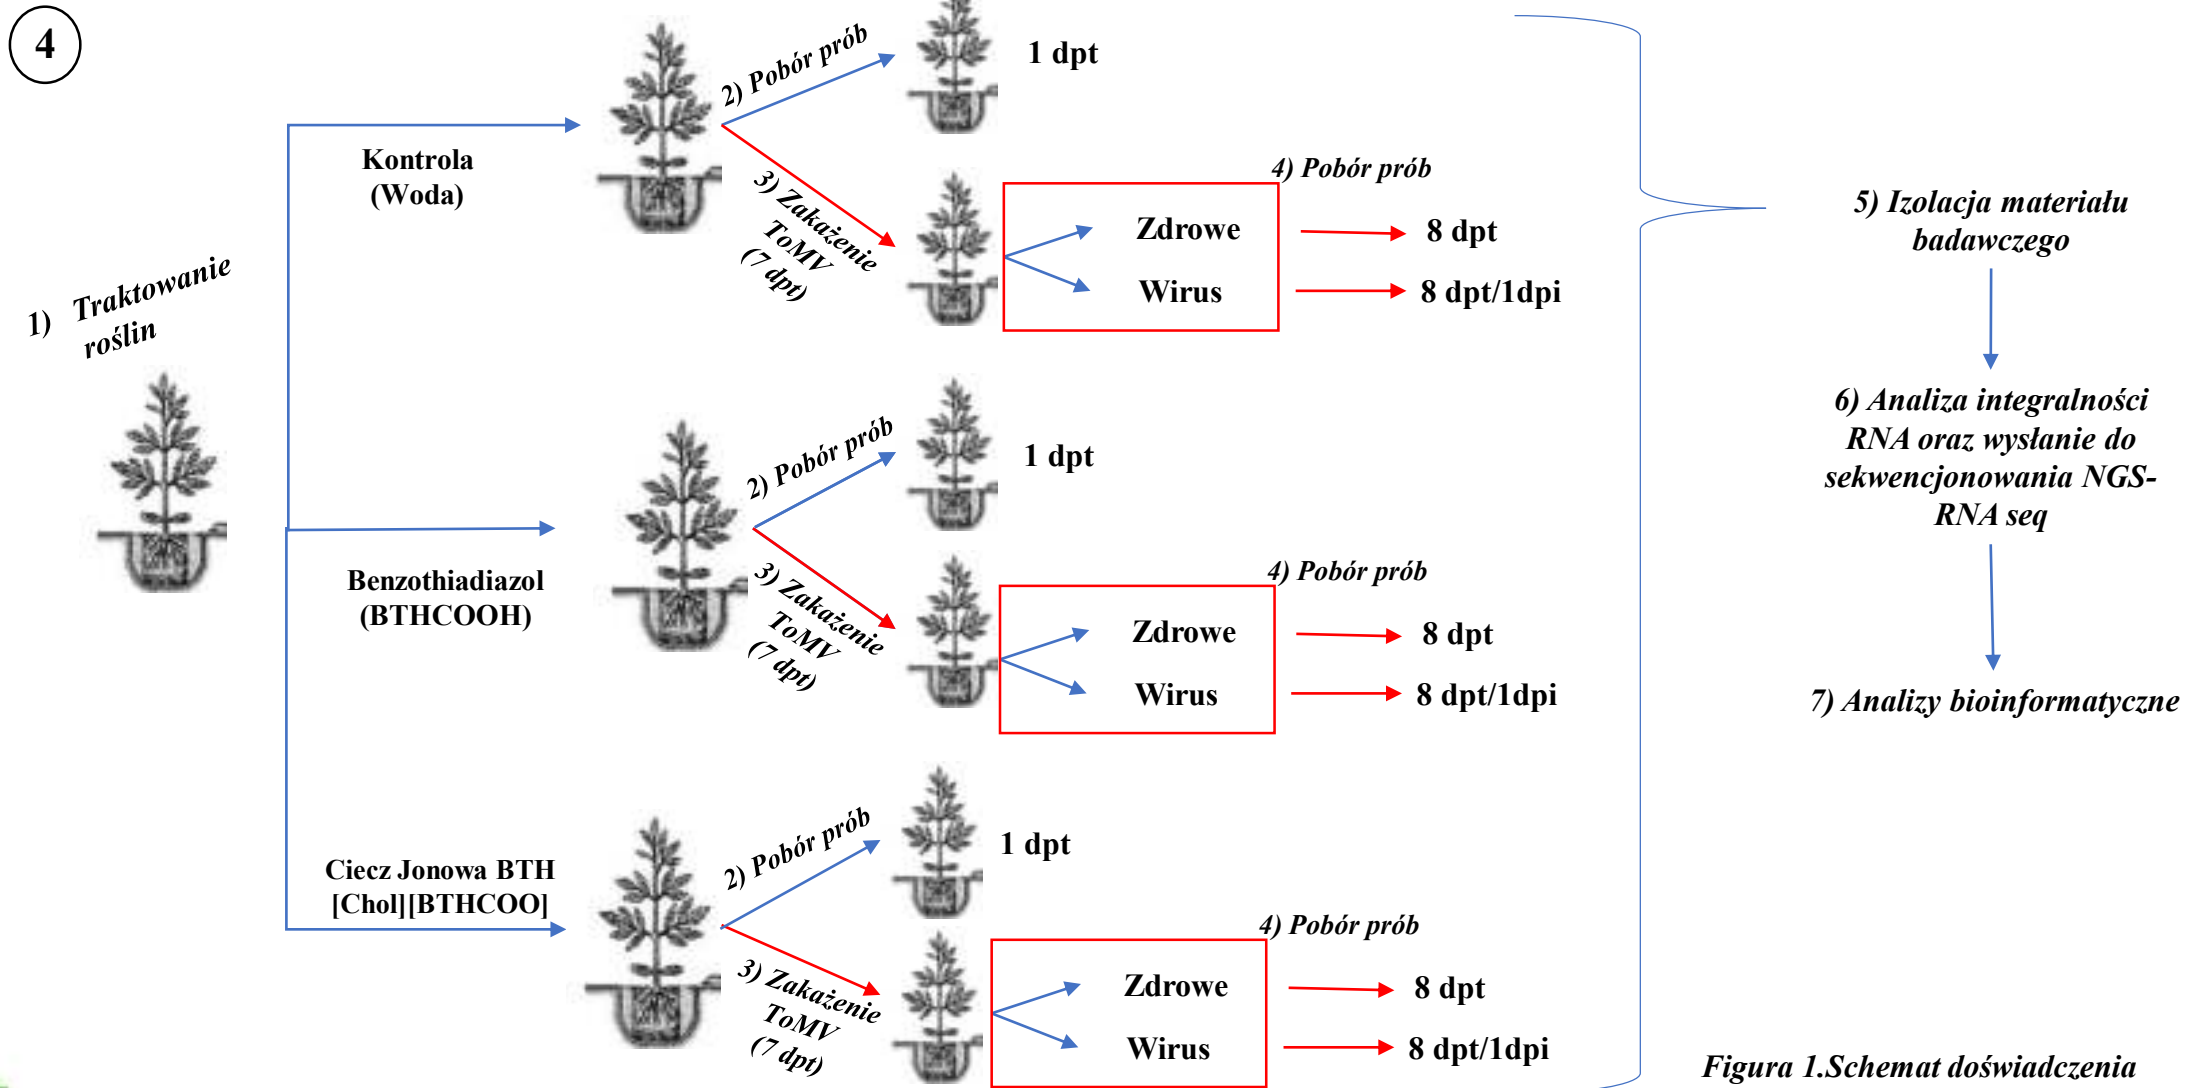 4
1) Traktowanie
roślin
Kontrola
(Woda)
2) Pobór prób
1 dpt
3) Zakażenie
ToMV
(7 dpt)
4) Pobór prób
Zdrowe
8 dpt
Wirus
8 dpt/1dpi
Benzothiadiazol
(BTHCOOH)
2) Pobór prób
1 dpt
3) Zakażenie
ToMV
(7 dpt)
4) Pobór prób
Zdrowe
8 dpt
Wirus
8 dpt/1dpi
Ciecz Jonowa BTH
[Chol][BTHCOO]
2) Pobór prób
1 dpt
3) Zakażenie
ToMV
(7 dpt)
4) Pobór prób
Zdrowe
8 dpt
Wirus
8 dpt/1dpi
5) Izolacja materiału
badawczego
6) Analiza integralności
RNA oraz wysłanie do
sekwencjonowania NGS-
RNA seq
7) Analizy bioinformatyczne
Figura 1.Schemat doświadczenia